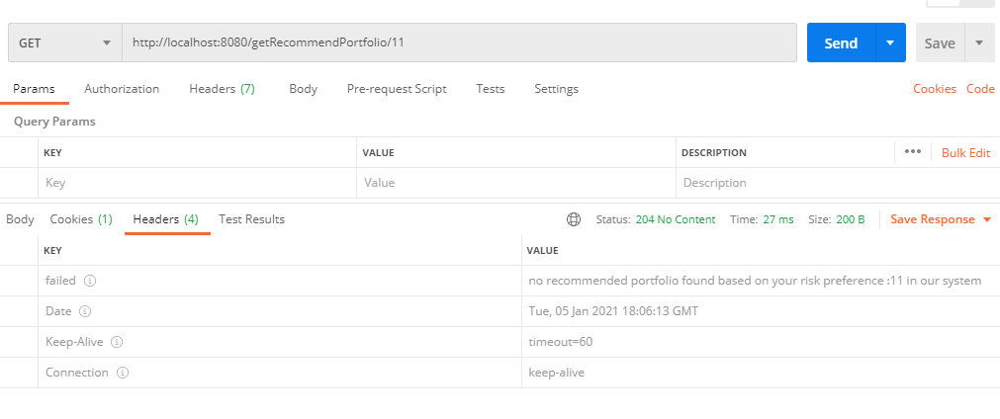 GET http://localhost:8080/getRecommendPortfolio/11 Send Save
Params Authorization Headers (7) Body Pre-request Script Tests Settings Cookies Code
Query Params
KEY VALUE DESCRIPTION ••• Bulk Edit
Key Value Description
Body Cookies (1) Headers (4) Test Results Status: 204 No Content Time: 27 ms Size: 200 B Save Response
KEY VALUE
failed no recommended portfolio found based on your risk preference :11 in our system
Date Tue, 05 Jan 2021 18:06:13 GMT
Keep-Alive timeout=60
Connection keep-alive